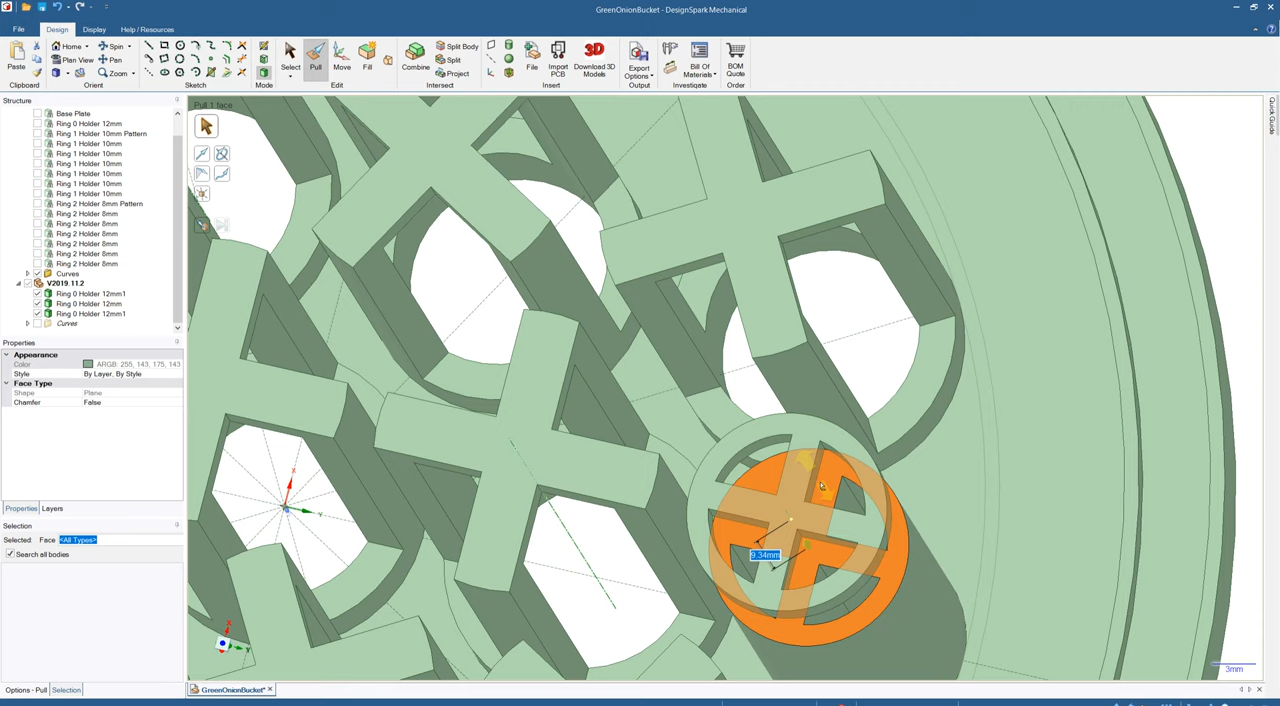 GreenOnionBucket - DesignSpark Mechanical
File Design Display Help / Resources
Paste
Home Spin
Plan View Pan
Zoom
Select Pull Move Fill
Combine
Split Body
Split
Project
File Import PCB Download 3D Models
Export Options
Bill Of Materials
BOM Quote
Clipboard Orient Sketch Mode Edit Intersect Insert Output Investigate Order
Structure
Base Plate
Ring 0 Holder 12mm
Ring 1 Holder 10mm Pattern
Ring 1 Holder 10mm
Ring 1 Holder 10mm
Ring 1 Holder 10mm
Ring 1 Holder 10mm
Ring 1 Holder 10mm
Ring 1 Holder 10mm
Ring 2 Holder 8mm Pattern
Ring 2 Holder 8mm
Ring 2 Holder 8mm
Ring 2 Holder 8mm
Ring 2 Holder 8mm
Ring 2 Holder 8mm
Curves
V2019.11.2
Ring 0 Holder 12mm1
Ring 0 Holder 12mm
Ring 0 Holder 12mm1
Curves
Properties
Appearance
Color ARGB: 255, 143, 175, 143
Style By Layer, By Style
Face Type
Shape Plane
Chamfer False
Properties Layers
Selection
Selected: Face <All Types>
Search all bodies
Options - Pull Selection
Pull 1 face
X
Y
9.34mm
X
Y
3mm
GreenOnionBucket*
Quick Guide